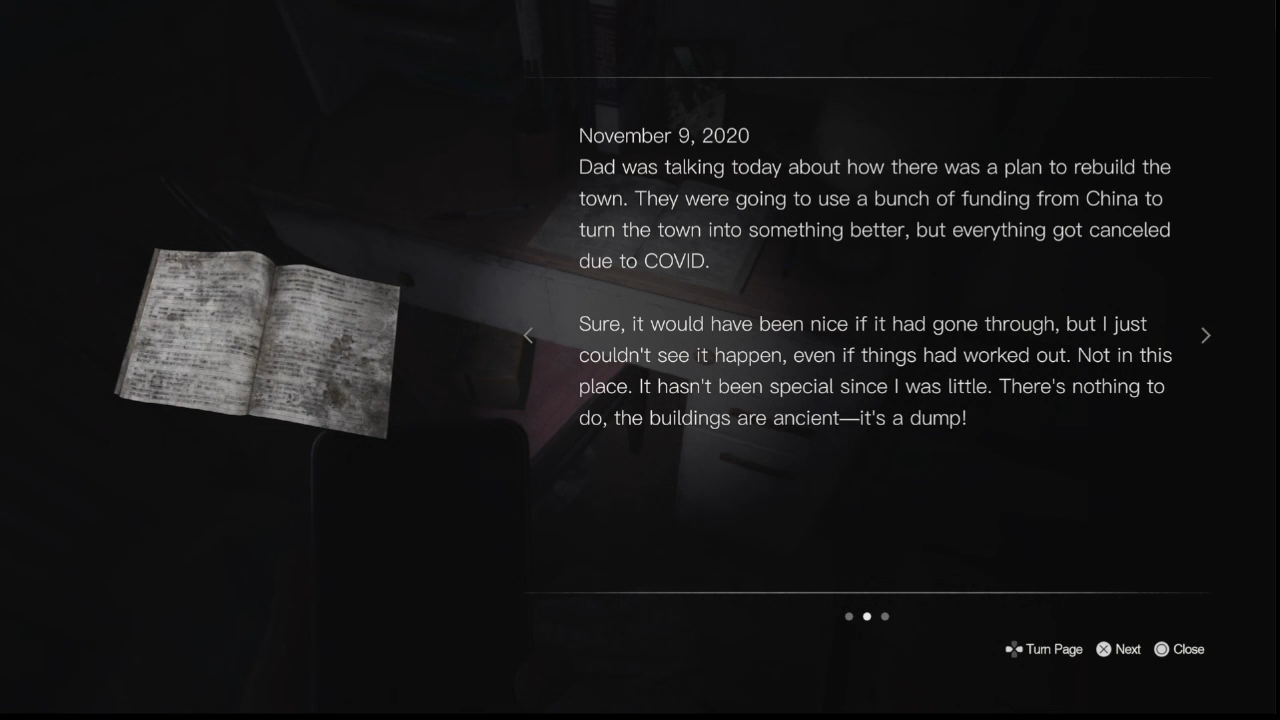 November 9, 2020
Dad was talking today about how there was a plan to rebuild the
town. They were going to use a bunch of funding from China to
turn the town into something better, but everything got canceled
due to COVID.
Sure, it would have been nice if it had gone through, but I just
couldn't see it happen, even if things had worked out. Not in this
place. It hasn't been special since I was little. There's nothing to
do, the buildings are ancient—it's a dump!
Turn Page Next Close